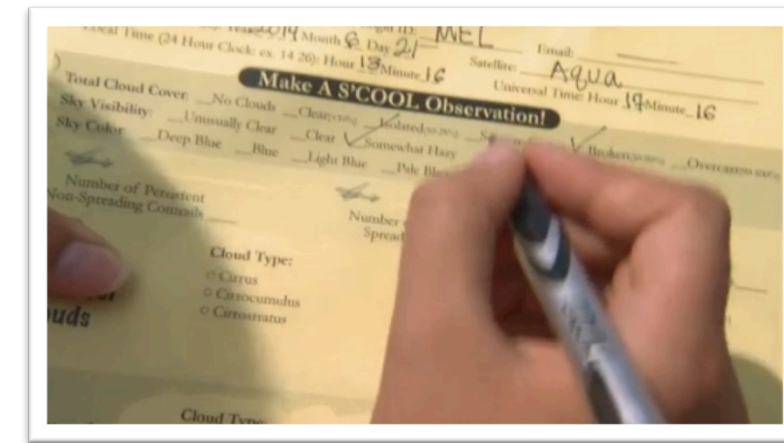 Year 2014 Month 6 Day 21 MEL Email:
Local Time (24 Hour Clock: ex. 14 26): Hour 13 Minute 16 Satellite: Aqua
Universal Time: Hour 19 Minute 16
Make A S'COOL Observation!
Total Cloud Cover: No Clouds Clear Isolated Broken Overcast
Sky Visibility: Unusually Clear Clear Somewhat Hazy
Sky Color: Deep Blue Blue Light Blue Pale
Number of Persistent
Non-Spreading Contrails
Number
Spread
Cloud Type:
Cirrus
Cirrocumulus
Cirrostratus
uds
Cloud Type